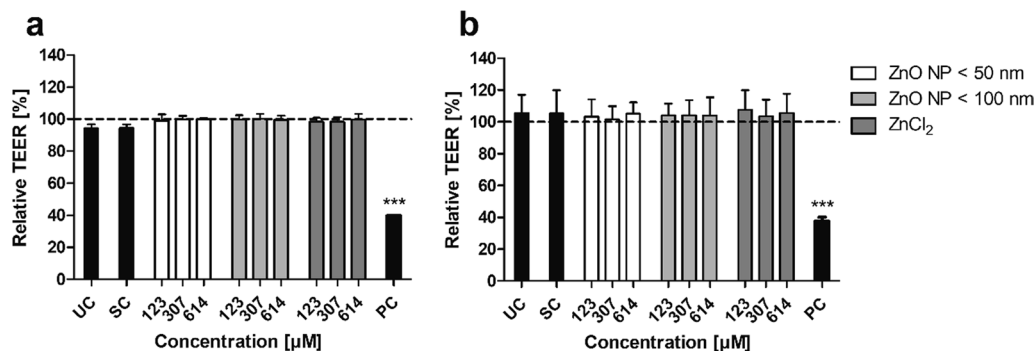 a
Relative TEER [%]
140
120
100
80
60
40
20
0
***
UC SC 123 307 614 123 307 614 123 307 614 PC
Concentration [µM]
b
Relative TEER [%]
140
120
100
80
60
40
20
0
***
UC SC 123 307 614 123 307 614 123 307 614 PC
Concentration [µM]
ZnO NP < 50 nm
ZnO NP < 100 nm
ZnCl₂